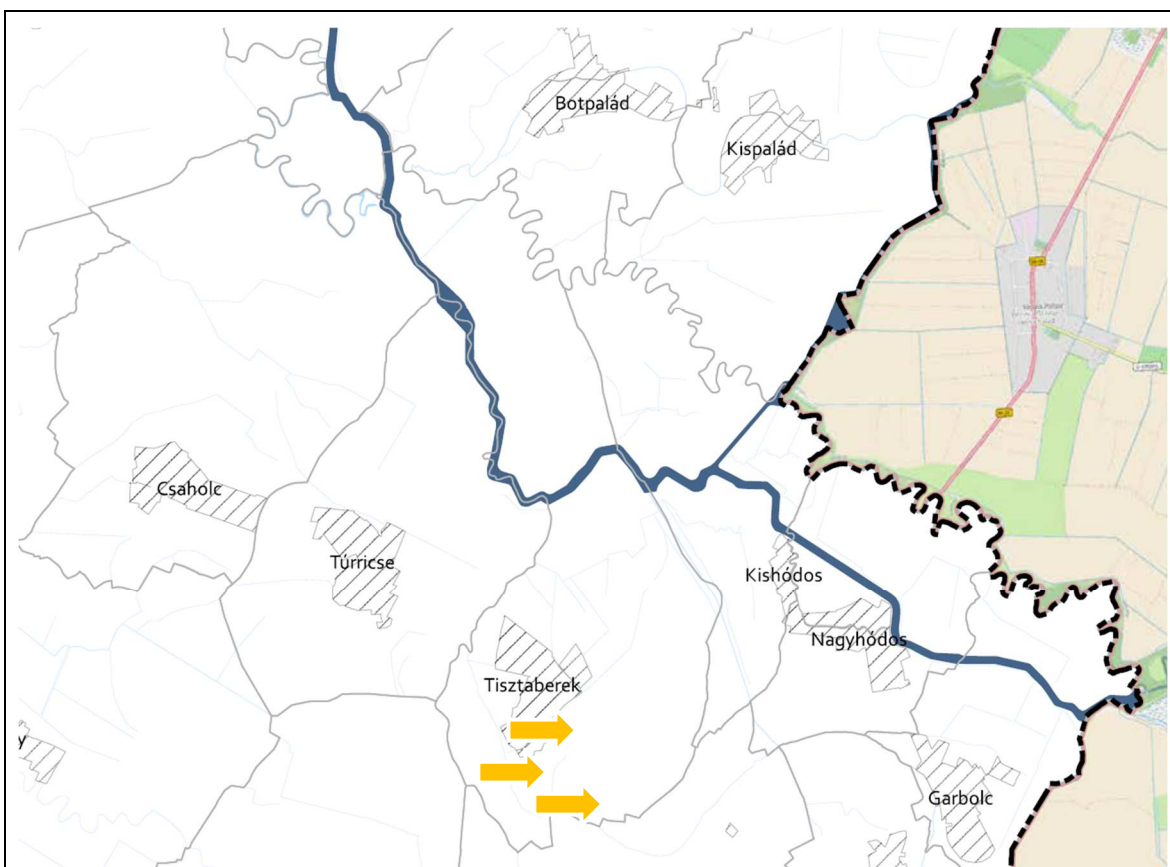 Botpalád
Kispalád
Csaholc
Túrricse
Kishódos
Nagyhódos
Tisztaberek
y
Garbolc